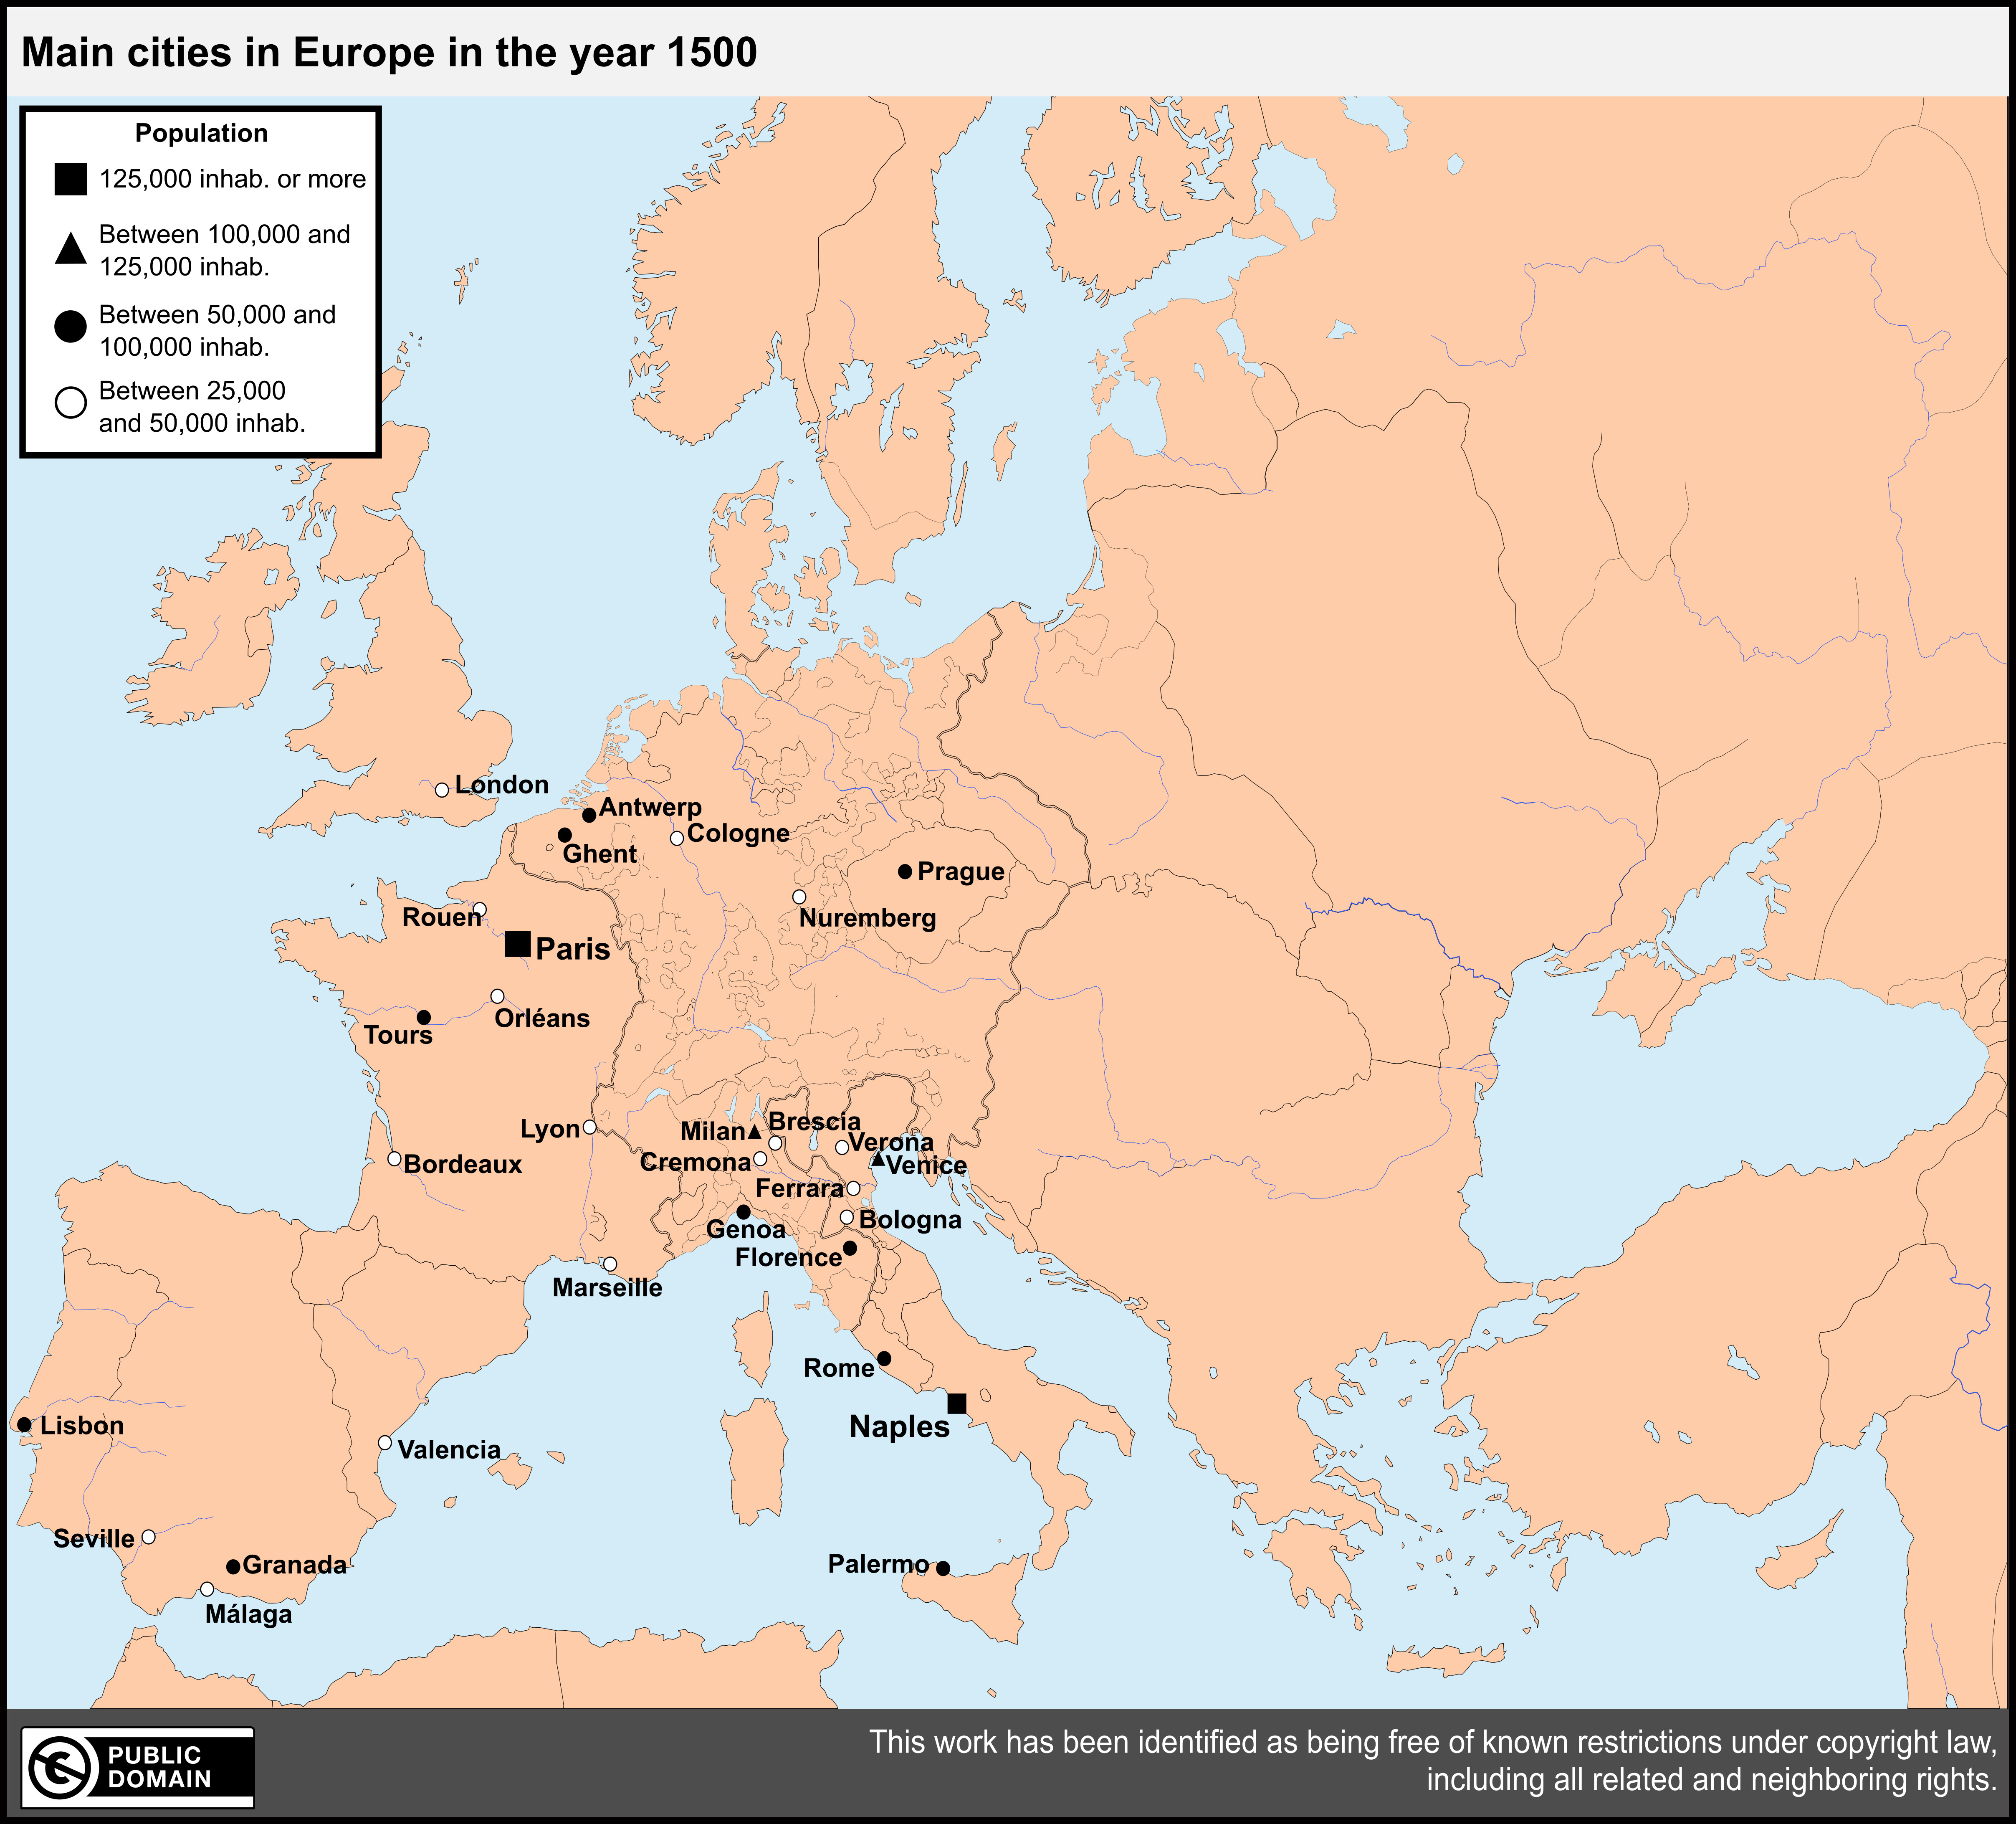 Main cities in Europe in the year 1500
Population
125,000 inhab. or more
Between 100,000 and
125,000 inhab.
Between 50,000 and
100,000 inhab.
Between 25,000
and 50,000 inhab.
London
Antwerp
Cologne
Ghent
Prague
Rouen
Nuremberg
Paris
Orléans
Tours
Lyon
Milan
Brescia
Verona
Cremona
Venice
Bordeaux
Ferrara
Genoa
Bologna
Florence
Marseille
Rome
Naples
Lisbon
Valencia
Seville
Granada
Palermo
Málaga
PUBLIC
DOMAIN
This work has been identified as being free of known restrictions under copyright law,
including all related and neighboring rights.